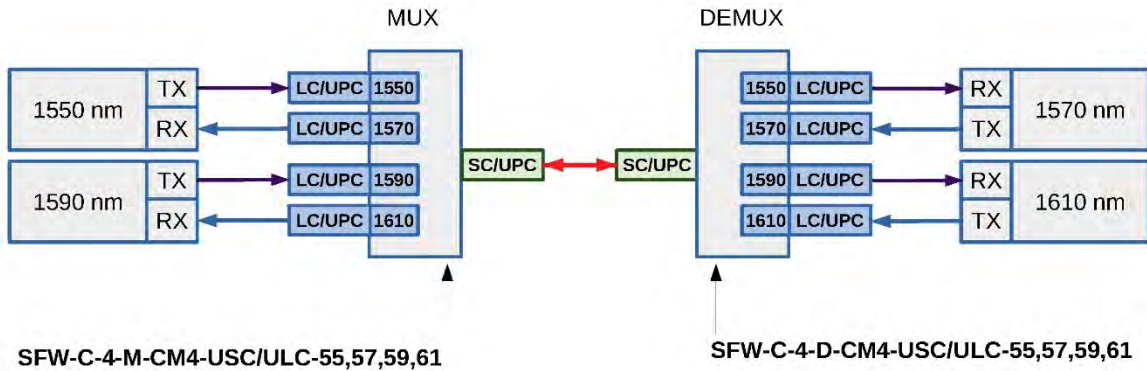 MUX DEMUX
TX LC/UPC 1550 1550 LC/UPC RX
1550 nm 1570 nm
RX LC/UPC 1570 1570 LC/UPC TX
SC/UPC SC/UPC
TX LC/UPC 1590 1590 LC/UPC RX
1590 nm 1610 nm
RX LC/UPC 1610 1610 LC/UPC TX
SFW-C-4-M-CM4-USC/ULC-55,57,59,61
SFW-C-4-D-CM4-USC/ULC-55,57,59,61